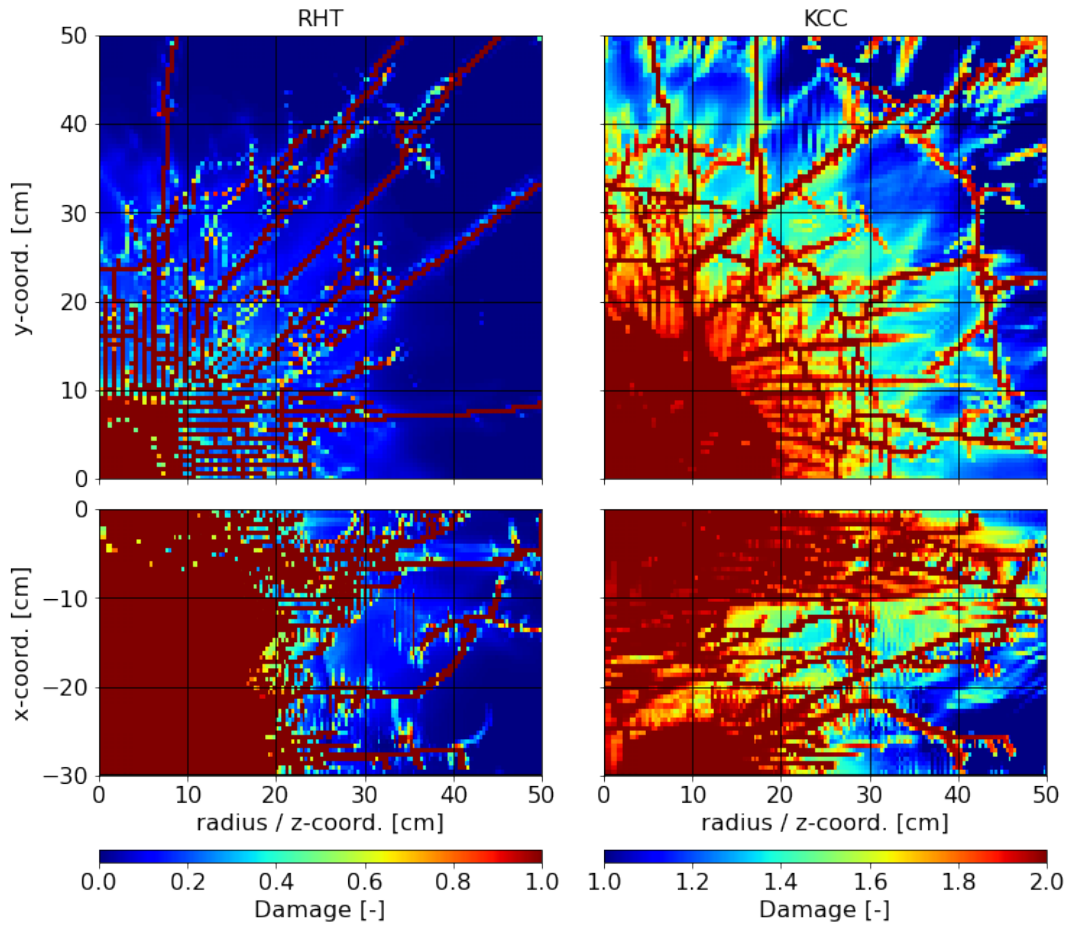 RHT KCC
50
40
30
20
10
0
y-coord. [cm]
0
−10
−20
−30
x-coord. [cm]
0 10 20 30 40 50 0 10 20 30 40 50
radius / z-coord. [cm] radius / z-coord. [cm]
0.0 0.2 0.4 0.6 0.8 1.0 1.0 1.2 1.4 1.6 1.8 2.0
Damage [-] Damage [-]